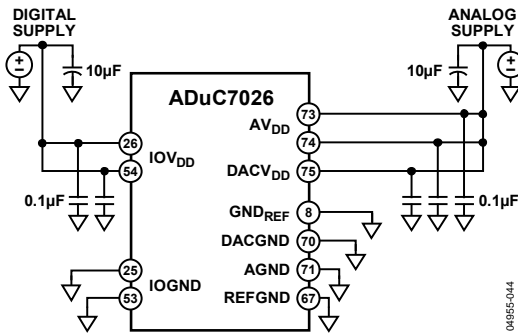 DIGITAL
SUPPLY
ANALOG
SUPPLY
10µF
10µF
ADuC7026
73
AVDD
26
74
IOVDD
54
DACVDD
75
0.1µF
0.1µF
GNDREF
8
DACGND
70
25
AGND
71
IOGND
53
REFGND
67
04955-044